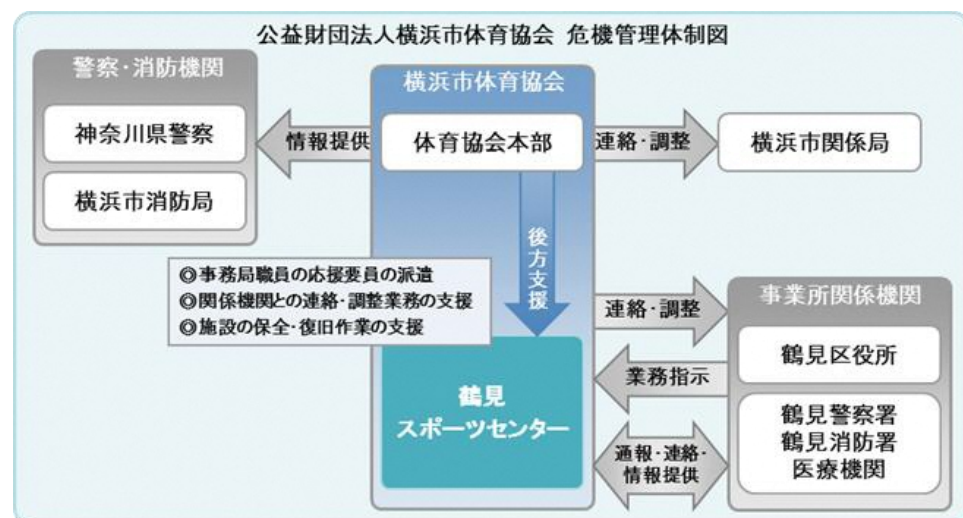 公益財団法人横浜市体育協会 危機管理体制図
警察・消防機関
神奈川県警察
横浜市消防局
情報提供
横浜市体育協会
体育協会本部
連絡・調整
横浜市関係局
後方支援
◎事務局職員の応援要員の派遣
◎関係機関との連絡・調整業務の支援
◎施設の保全・復旧作業の支援
鶴見
スポーツセンター
連絡・調整
業務指示
通報・連絡・
情報提供
事業所関係機関
鶴見区役所
鶴見警察署
鶴見消防署
医療機関